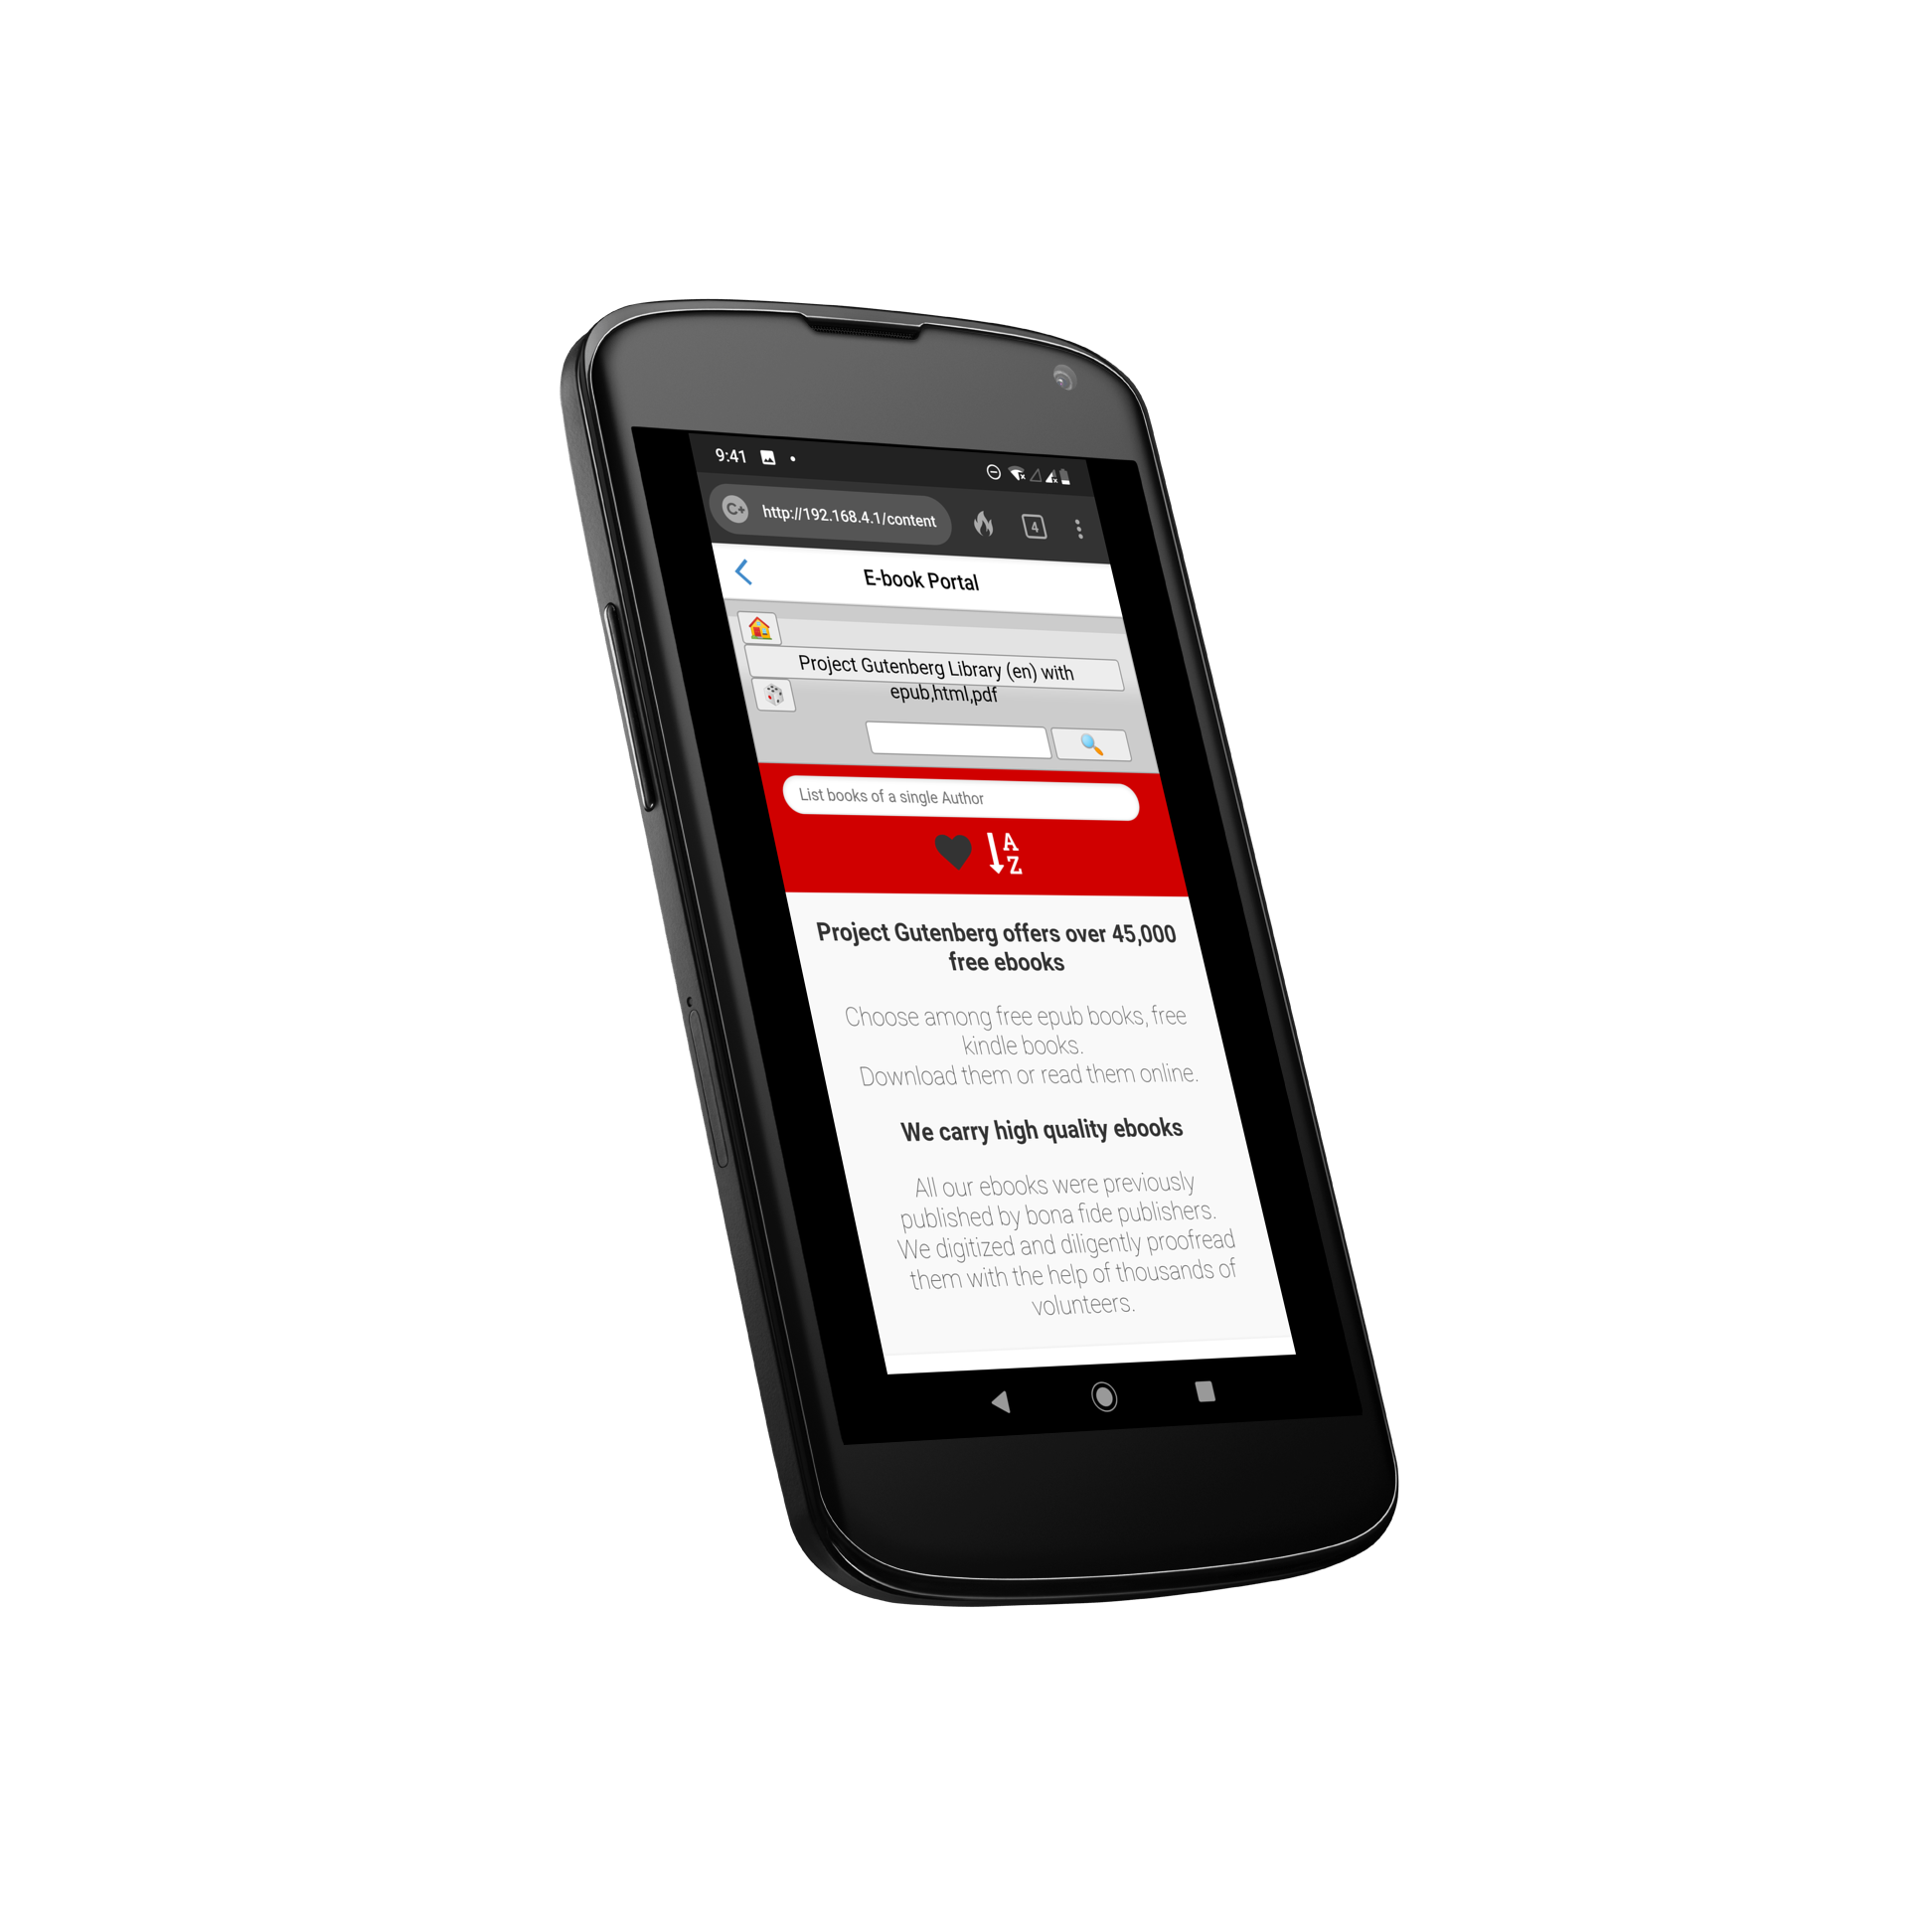 9:41
C+ http://192.168.4.1/content 4
E-book Portal
Project Gutenberg Library (en) with
epub,html,pdf
List books of a single Author
A
Z
Project Gutenberg offers over 45,000
free ebooks
Choose among free epub books, free
kindle books.
Download them or read them online.
We carry high quality ebooks
All our ebooks were previously
published by bona fide publishers.
We digitized and diligently proofread
them with the help of thousands of
volunteers.